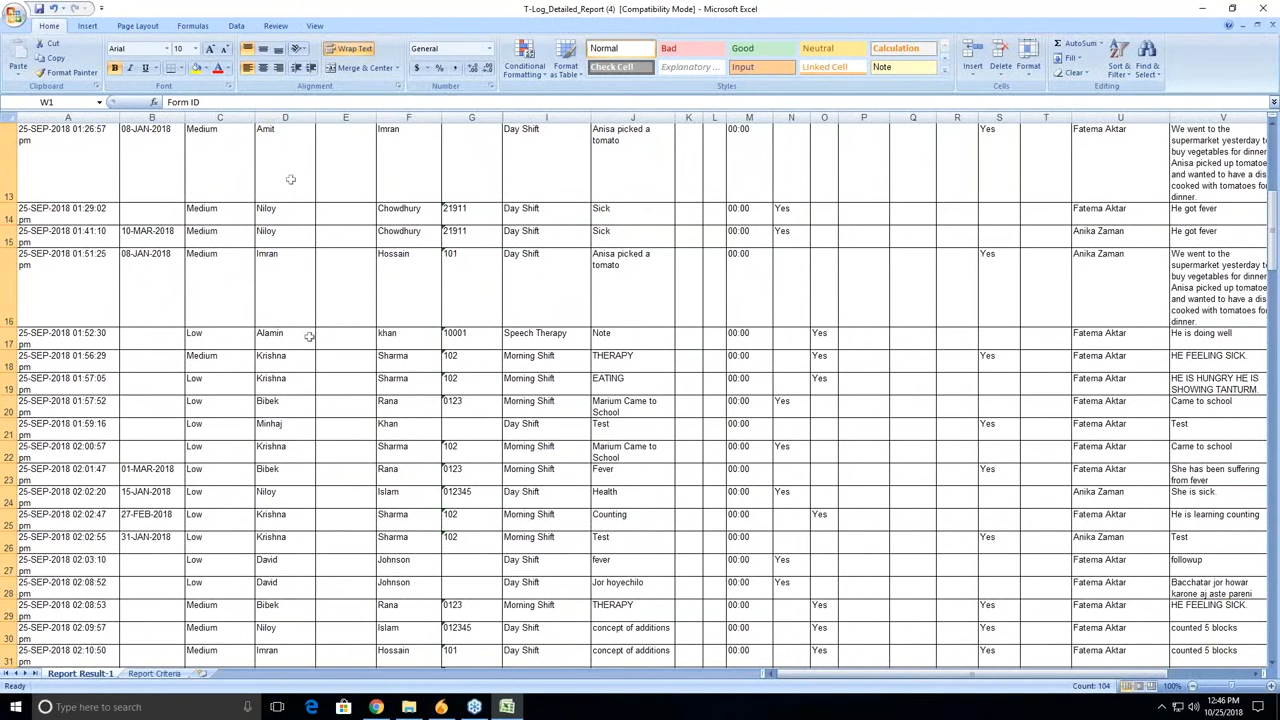 T-Log_Detailed_Report (4)  [Compatibility Mode] - Microsoft Excel
Home Insert Page Layout Formulas Data Review View
Cut Copy Format Painter Paste Clipboard
Arial 10 Font
Wrap Text Merge & Center Alignment
General Number
Conditional Formatting Format as Table
Normal Bad Good Neutral Calculation
Check Cell Explanatory ... Input Linked Cell Note
Styles
Insert Delete Format Cells
AutoSum Fill Clear Sort & Filter Find & Select Editing
W1 Form ID
A B C D E F G I J K L M N O P Q R S T U V
13 25-SEP-2018 01:26:57 pm 08-JAN-2018 Medium Amit Imran Day Shift Anisa picked a tomato 00:00 Yes Fatema Aktar We went to the
supermarket yesterday to
buy vegetables for dinner.
Anisa picked up tomatoe
and wanted to have a dis
cooked with tomatoes for
dinner.
14 25-SEP-2018 01:29:02 pm Medium Niloy Chowdhury 21911 Day Shift Sick 00:00 Yes Fatema Aktar He got fever
15 25-SEP-2018 01:41:10 pm 10-MAR-2018 Medium Niloy Chowdhury 21911 Day Shift Sick 00:00 Yes Anika Zaman He got fever
16 25-SEP-2018 01:51:25 pm 08-JAN-2018 Medium Imran Hossain 101 Day Shift Anisa picked a tomato 00:00 Yes Anika Zaman We went to the
supermarket yesterday to
buy vegetables for dinner.
Anisa picked up tomatoe
and wanted to have a dis
cooked with tomatoes for
dinner.
17 25-SEP-2018 01:52:30 pm Low Alamin khan 10001 Speech Therapy Note 00:00 Yes Fatema Aktar He is doing well
18 25-SEP-2018 01:56:29 pm Medium Krishna Sharma 102 Morning Shift THERAPY 00:00 Yes Yes Fatema Aktar HE FEELING SICK.
19 25-SEP-2018 01:57:05 pm Low Krishna Sharma 102 Morning Shift EATING 00:00 Yes Fatema Aktar HE IS HUNGRY HE IS
SHOWING TANTURM.
20 25-SEP-2018 01:57:52 pm Low Bibek Rana 0123 Morning Shift Marium Came to School 00:00 Yes Fatema Aktar Came to school
21 25-SEP-2018 01:59:16 pm Low Minhaj Khan Morning Shift Test 00:00 Yes Fatema Aktar Test
22 25-SEP-2018 02:00:57 pm Low Krishna Sharma 102 Morning Shift Marium Came to School 00:00 Yes Fatema Aktar Came to school
23 25-SEP-2018 02:01:47 pm 01-MAR-2018 Low Bibek Rana 0123 Morning Shift Fever 00:00 Yes Fatema Aktar She has been suffering
from fever
24 25-SEP-2018 02:02:20 pm 15-JAN-2018 Low Niloy Islam 012345 Day Shift Health 00:00 Yes Anika Zaman She is sick.
25 25-SEP-2018 02:02:47 pm 27-FEB-2018 Low Krishna Sharma 102 Morning Shift Counting 00:00 Yes Fatema Aktar He is learning counting
26 25-SEP-2018 02:02:55 pm 31-JAN-2018 Low Krishna Sharma 102 Morning Shift Test 00:00 Yes Anika Zaman Test
27 25-SEP-2018 02:03:10 pm Low David Johnson Day Shift fever 00:00 Yes Fatema Aktar followup
28 25-SEP-2018 02:08:52 pm Low David Johnson Day Shift Jor hoyechilo 00:00 Yes Fatema Aktar Bacchatar jor howar
karone aj aste pareni
29 25-SEP-2018 02:08:53 pm Medium Bibek Rana 0123 Morning Shift THERAPY 00:00 Yes Yes Fatema Aktar HE FEELING SICK.
30 25-SEP-2018 02:09:57 pm Medium Niloy Islam 012345 Day Shift concept of additions 00:00 Yes Yes Fatema Aktar counted 5 blocks
31 25-SEP-2018 02:10:50 pm Medium Imran Hossain 101 Day Shift concept of additions 00:00 Yes Yes Fatema Aktar counted 5 blocks
Report Result-1 Report Criteria
Ready Count: 104 100%
Type here to search
12:46 PM
10/25/2018